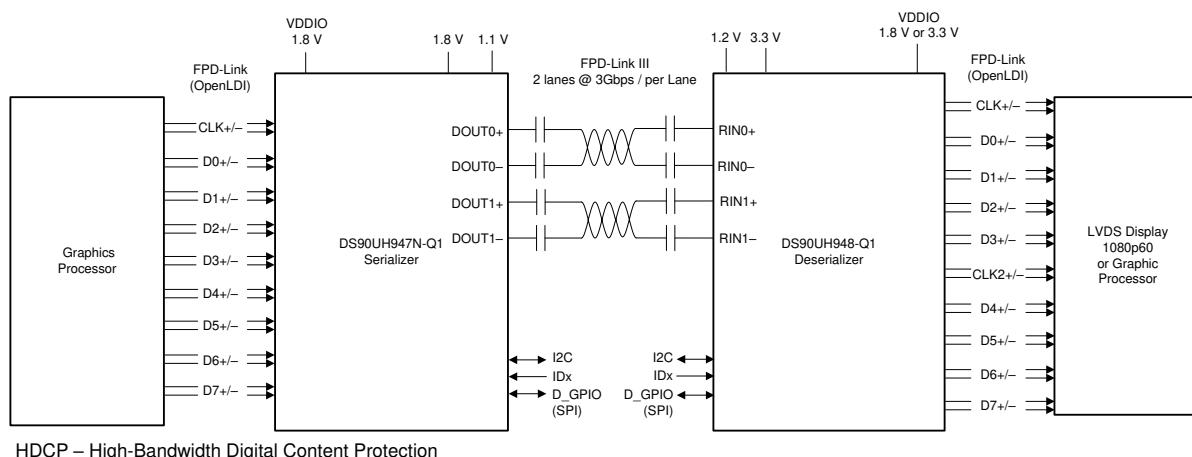 VDDIO
1.8 V
1.8 V
1.1V
FPD-Link III
2 lanes @ 3Gbps / per Lane
1.2 V
3.3 V
VDDIO
1.8 V or 3.3 V
FPD-Link
(OpenLDI)
FPD-Link
(OpenLDI)
Graphics
Processor
CLK+/–
D0+/–
D1+/–
D2+/–
D3+/–
D4+/–
D5+/–
D6+/–
D7+/–
DS90UH947N-Q1
Serializer
DOUT0+
DOUT0-
DOUT1+
DOUT1-
I2C
IDx
D_GPIO
(SPI)
RIN0+
RIN0–
RIN1+
RIN1–
I2C
IDx
D_GPIO
(SPI)
DS90UH948-Q1
Deserializer
CLK+/–
D0+/–
D1+/–
D2+/–
D3+/–
CLK2+/–
D4+/–
D5+/–
D6+/–
D7+/–
LVDS Display
1080p60
or Graphic
Processor
HDCP – High-Bandwidth Digital Content Protection